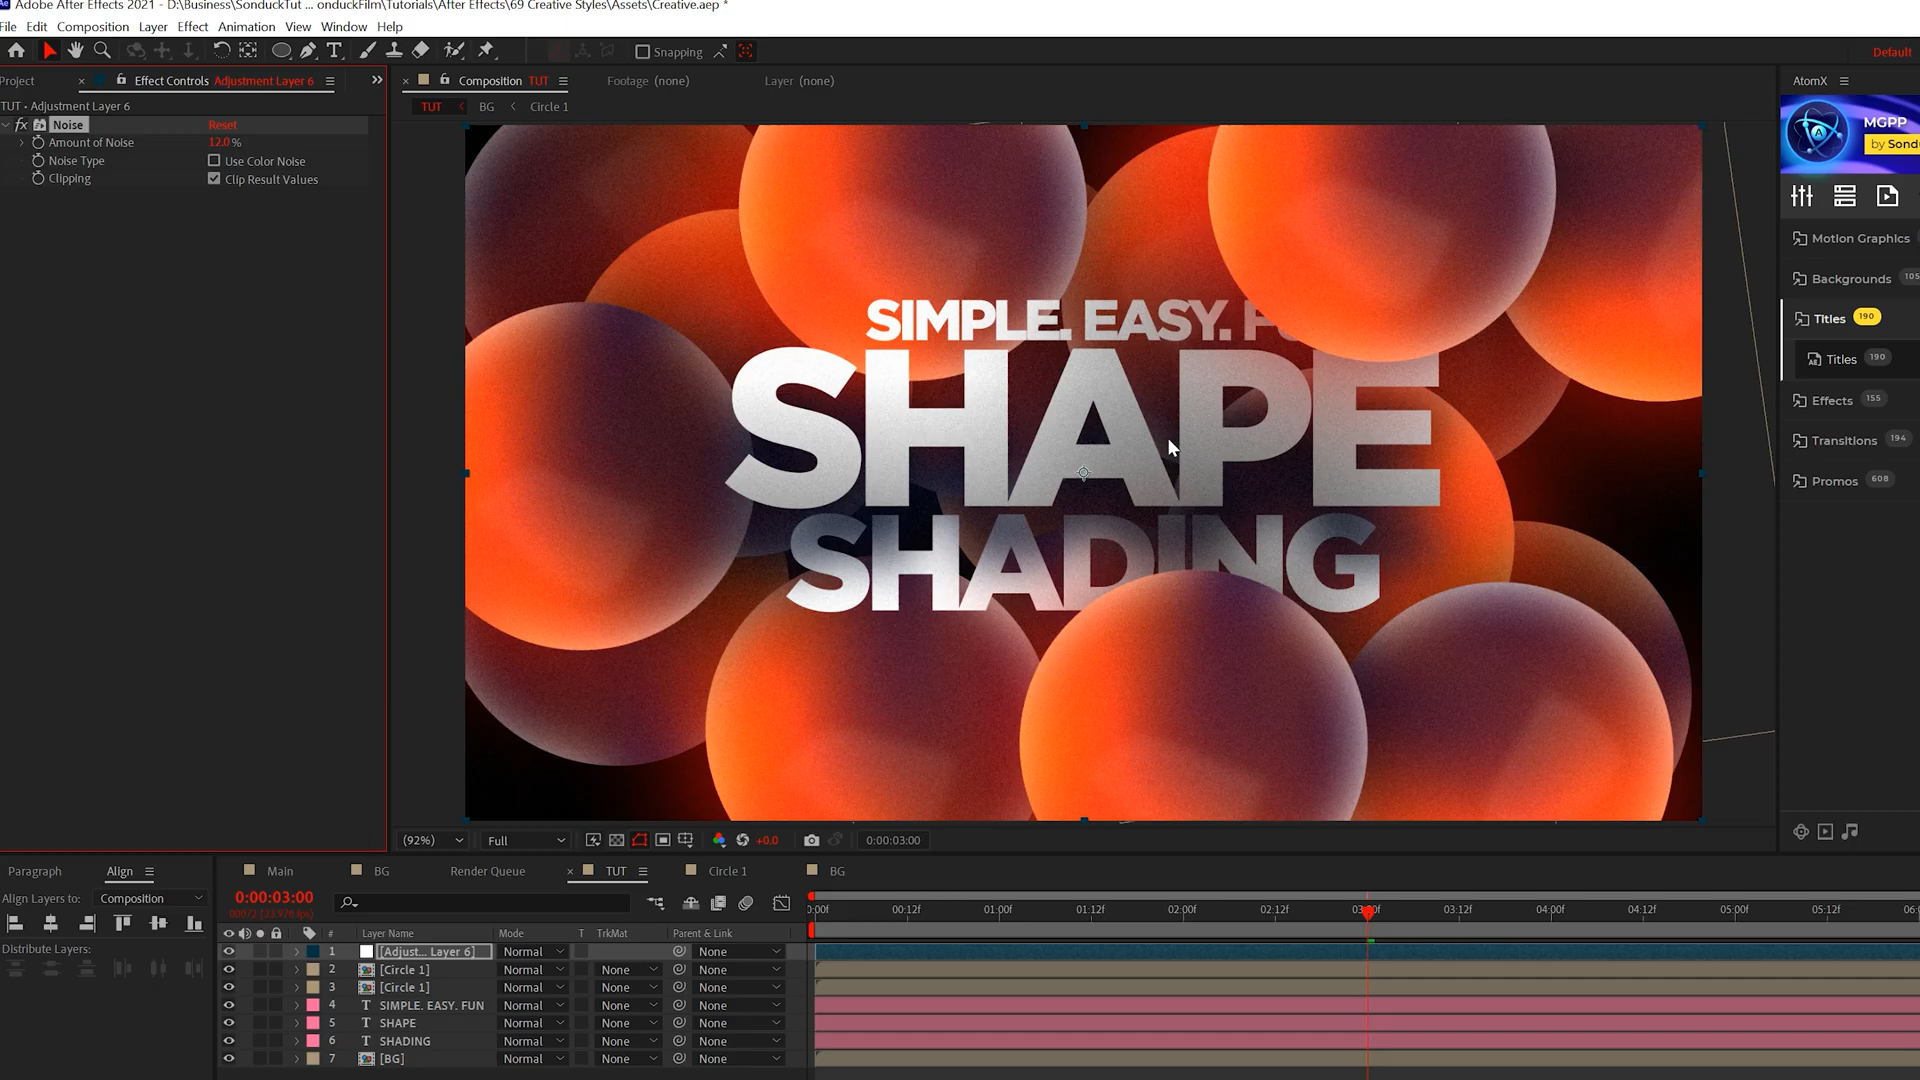 Adobe After Effects 2021 - D:\Business\SonduckTut ... onduckFilm\Tutorials\After Effects\69 Creative Styles\Assets\Creative.aep *
File Edit Composition Layer Effect Animation View Window Help
Snapping
Default
Project
Effect Controls Adjustment Layer 6
Composition TUT
Footage (none)
Layer (none)
AtomX
TUT • Adjustment Layer 6
TUT
BG
Circle 1
fx Noise Reset
Amount of Noise 12.0 %
Noise Type Use Color Noise
Clipping Clip Result Values
MGPP
by Sond
Motion Graphics
Backgrounds 105
Titles 190
Titles 190
Effects 155
Transitions 194
Promos 608
SIMPLE. EASY. F
SHAPE
SHADING
(92%) Full +0.0 0:00:03:00
Paragraph
Align
Align Layers to: Composition
Distribute Layers:
Main
BG
Render Queue
TUT
Circle 1
BG
0:00:03:00
00072 (23.976 fps)
:00f 00:12f 01:00f 01:12f 02:00f 02:12f 03:00f 03:12f 04:00f 04:12f 05:00f 05:12f 06:0
# Layer Name Mode T TrkMat Parent & Link
1 [Adjust... Layer 6] Normal None
2 [Circle 1] Normal None None
3 [Circle 1] Normal None None
4 T SIMPLE. EASY. FUN Normal None None
5 T SHAPE Normal None None
6 T SHADING Normal None None
7 [BG] Normal None None